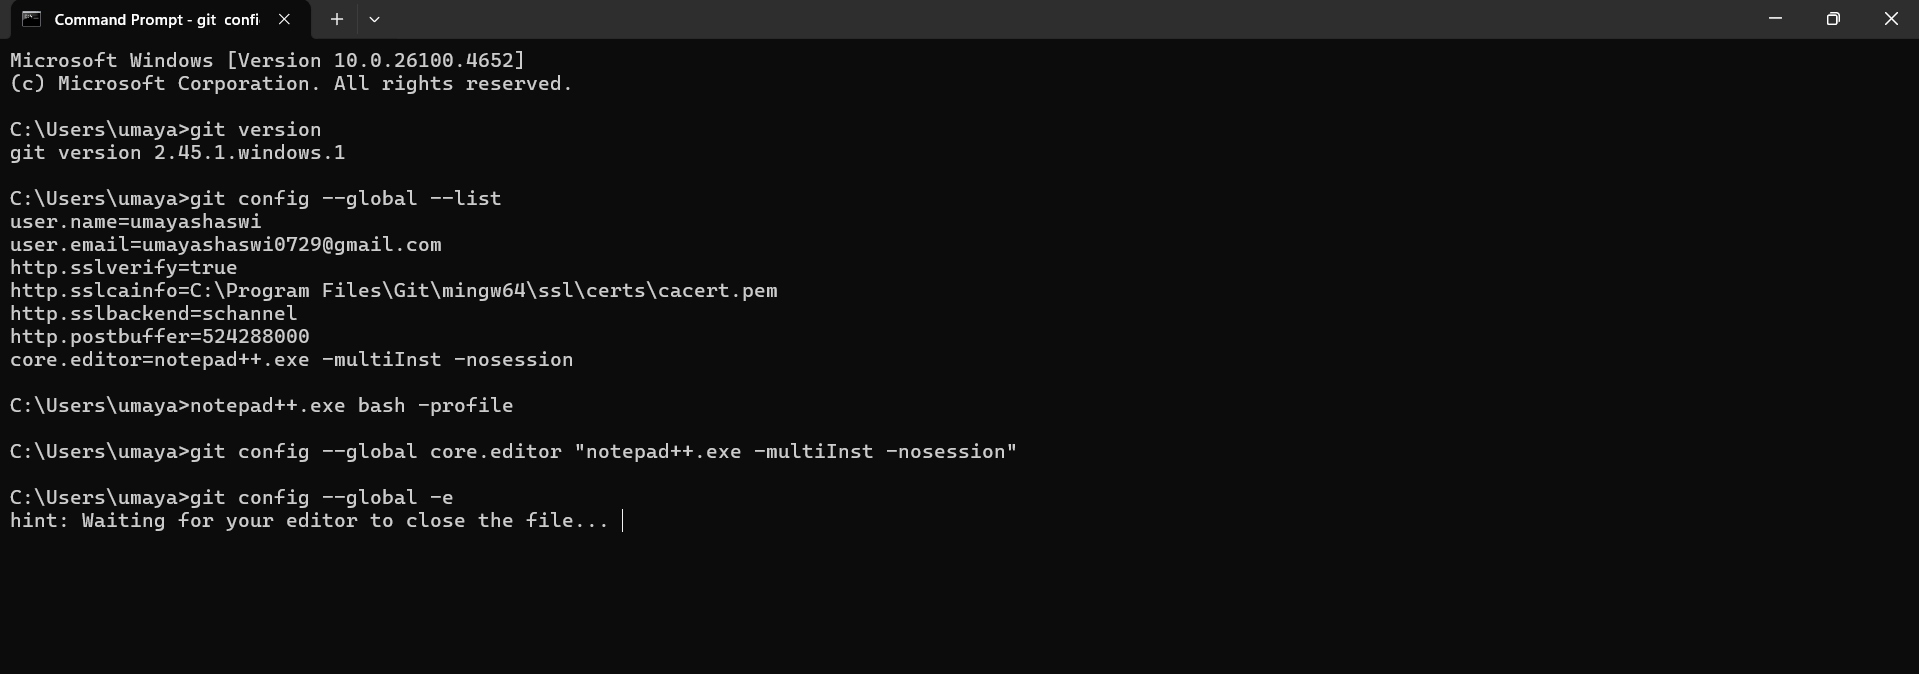 Command Prompt - git confi
Microsoft Windows [Version 10.0.26100.4652]
(c) Microsoft Corporation. All rights reserved.
C:\Users\umaya>git version
git version 2.45.1.windows.1
C:\Users\umaya>git config --global --list
user.name=umayashaswi
user.email=umayashaswi0729@gmail.com
http.sslverify=true
http.sslcainfo=C:\Program Files\Git\mingw64\ssl\certs\cacert.pem
http.sslbackend=schannel
http.postbuffer=524288000
core.editor=notepad++.exe -multiInst -nosession
C:\Users\umaya>notepad++.exe bash -profile
C:\Users\umaya>git config --global core.editor "notepad++.exe -multiInst -nosession"
C:\Users\umaya>git config --global -e
hint: Waiting for your editor to close the file...